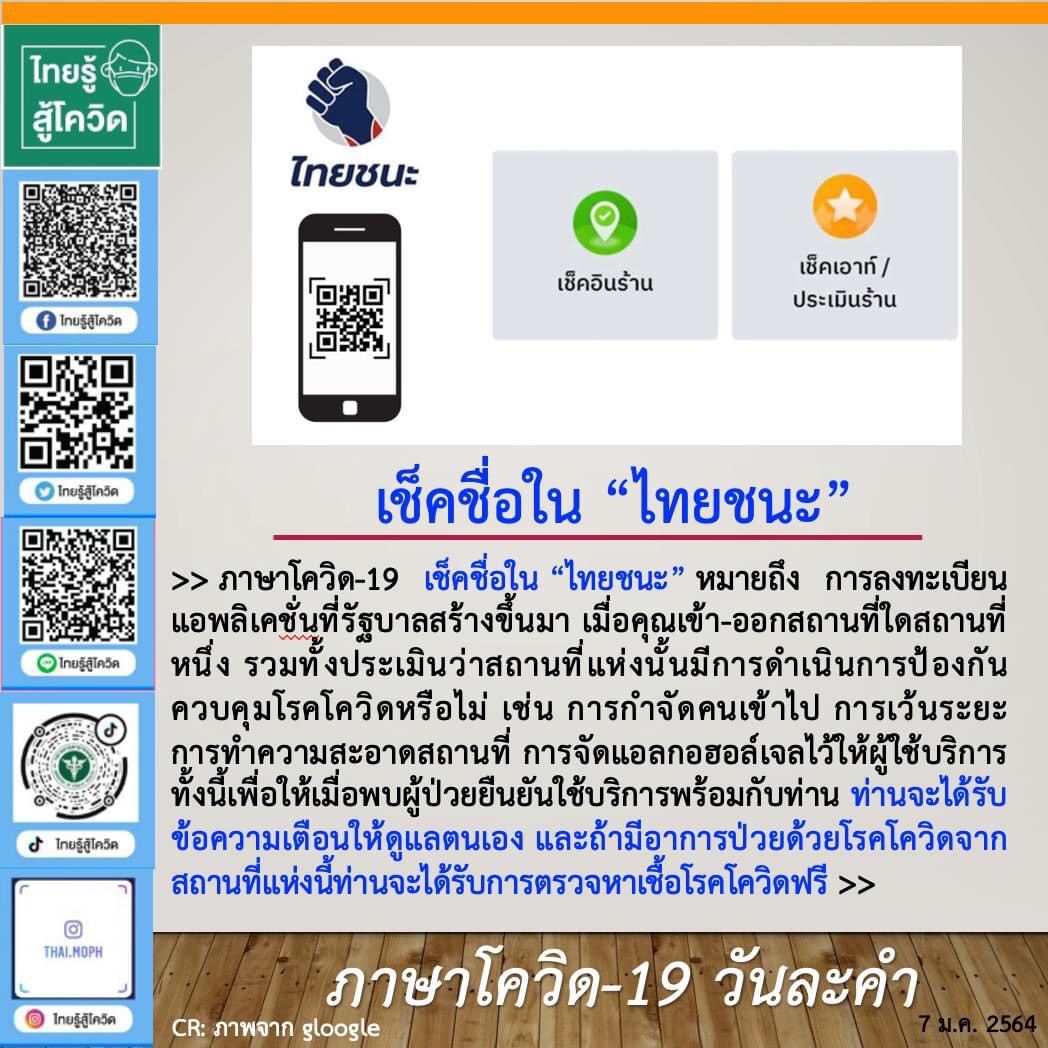 ไทยรู้
สู้โควิด
ไทยรู้สู้โควิด
ไทยรู้สู้โควิด
ไทยรู้สู้โควิด
ไทยรู้สู้โควิด
THAI.MOPH
ไทยรู้สู้โควิด
ไทยชนะ
เช็คอินร้าน
เช็คเอาท์ /
ประเมินร้าน
เช็คชื่อใน “ไทยชนะ”
>> ภาษาโควิด-19 เช็คชื่อใน “ไทยชนะ” หมายถึง การลงทะเบียน
แอพลิเคชั่นที่รัฐบาลสร้างขึ้นมา เมื่อคุณเข้า-ออกสถานที่ใดสถานที่
หนึ่ง รวมทั้งประเมินว่าสถานที่แห่งนั้นมีการดำเนินการป้องกัน
ควบคุมโรคโควิดหรือไม่ เช่น การกำจัดคนเข้าไป การเว้นระยะ
การทำความสะอาดสถานที่ การจัดแอลกอฮอล์เจลไว้ให้ผู้ใช้บริการ
ทั้งนี้เพื่อให้เมื่อพบผู้ป่วยยืนยันใช้บริการพร้อมกับท่าน ท่านจะได้รับ
ข้อความเตือนให้ดูแลตนเอง และถ้ามีอาการป่วยด้วยโรคโควิดจาก
สถานที่แห่งนี้ท่านจะได้รับการตรวจหาเชื้อโรคโควิดฟรี >>
ภาษาโควิด-19 วันละคำ
CR: ภาพจาก gloogle
7 ม.ค. 2564